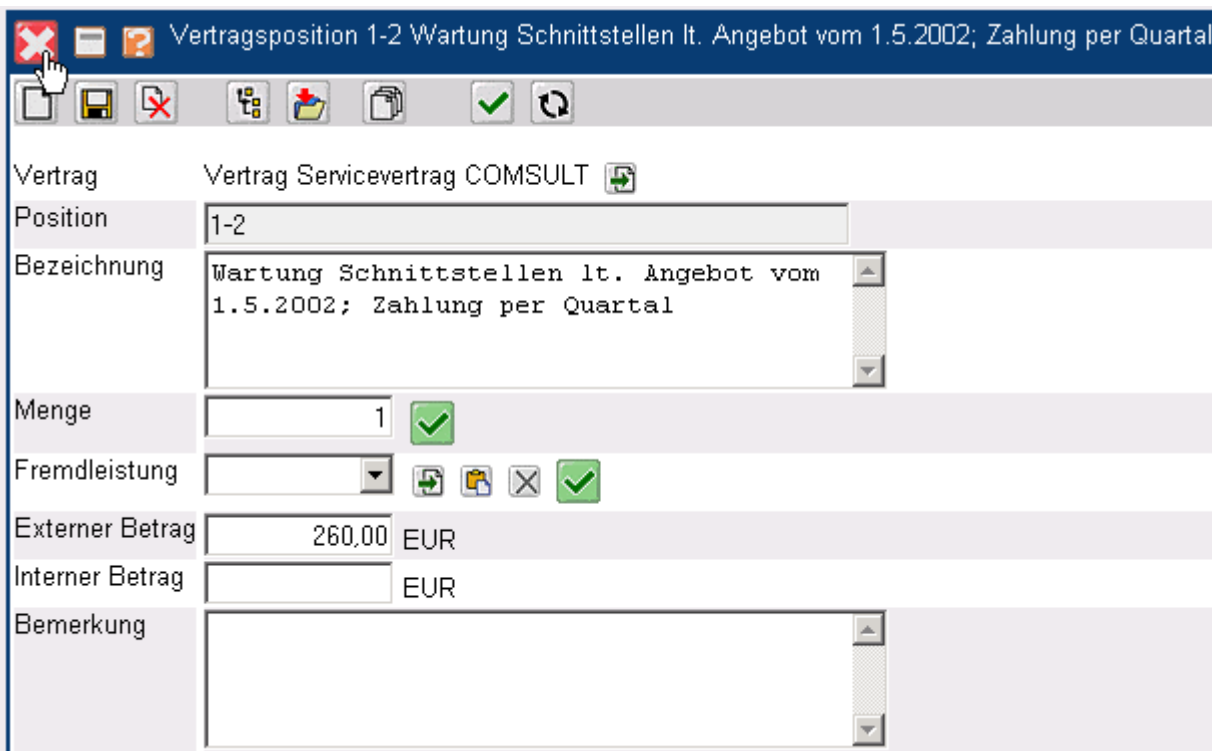 Vertragsposition 1-2 Wartung Schnittstellen lt. Angebot vom 1.5.2002; Zahlung per Quartal
Vertrag Vertrag Servicevertrag COMSULT
Position 1-2
Bezeichnung Wartung Schnittstellen lt. Angebot vom
1.5.2002; Zahlung per Quartal
Menge 1
Fremdleistung
Externer Betrag 260,00 EUR
Interner Betrag EUR
Bemerkung